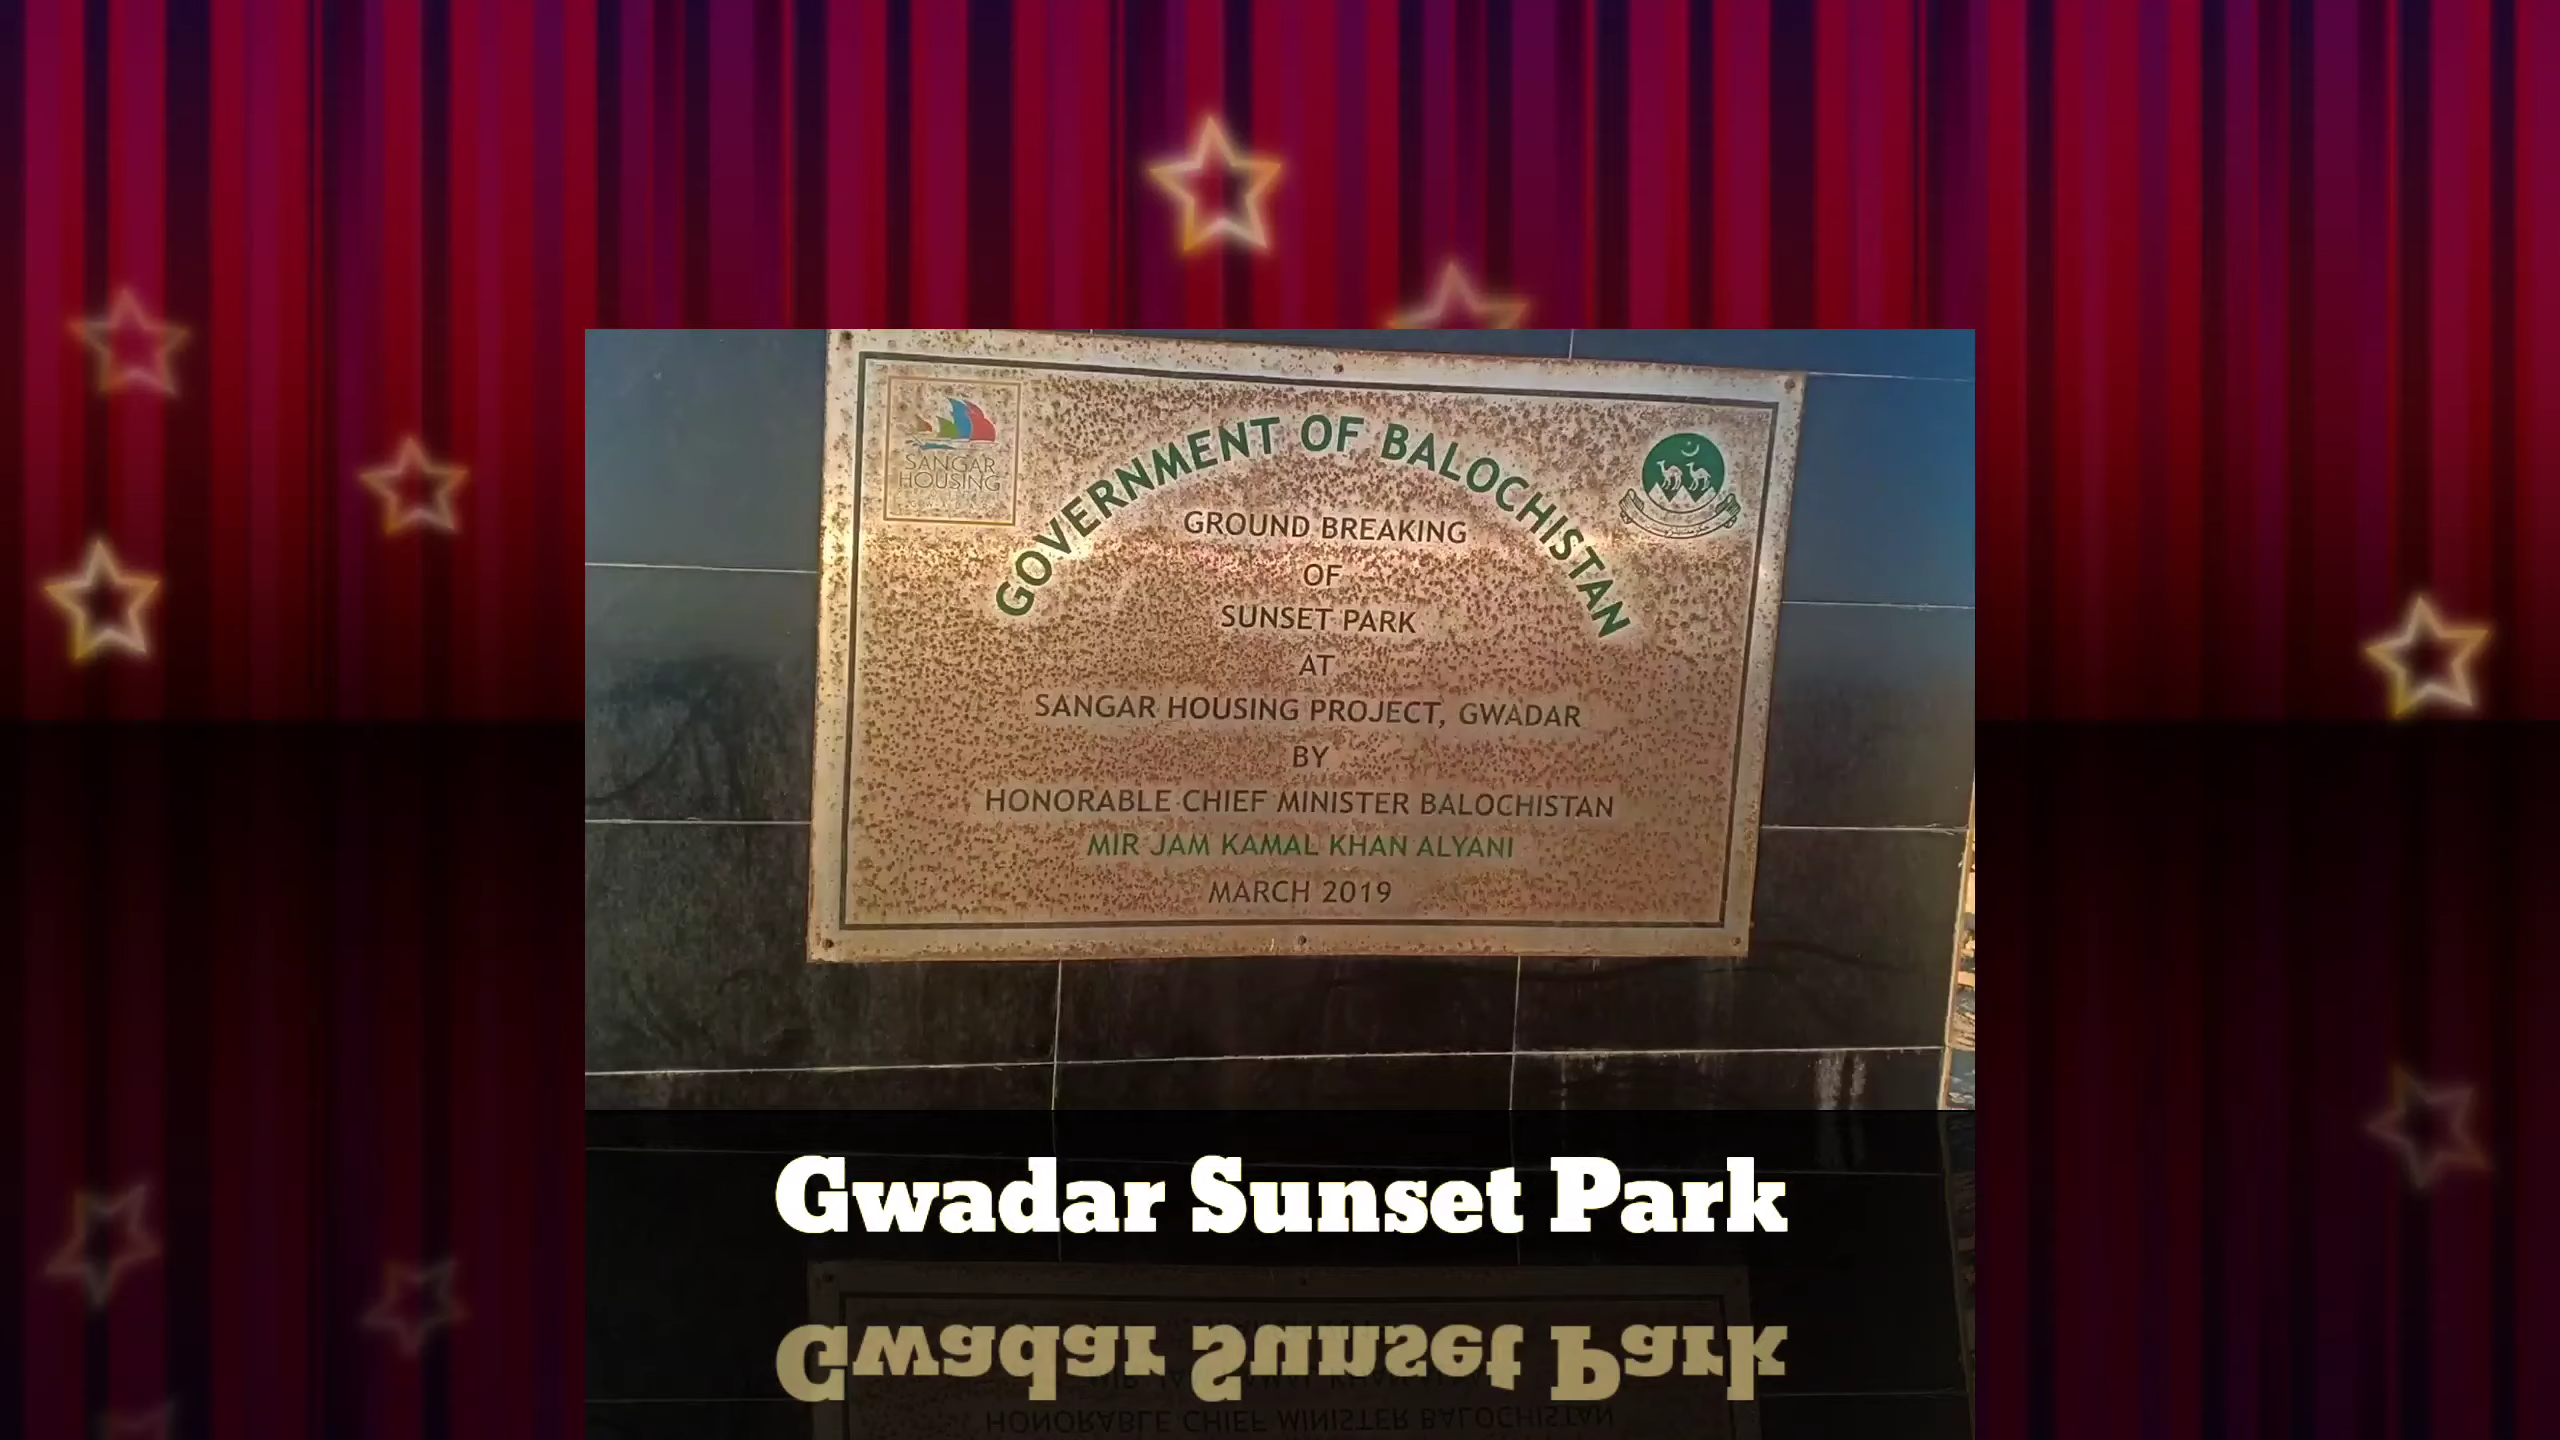 SANGAR
HOUSING
GOVERNMENT OF BALOCHISTAN
GROUND BREAKING
OF
SUNSET PARK
AT
SANGAR HOUSING PROJECT, GWADAR
BY
HONORABLE CHIEF MINISTER BALOCHISTAN
MIR JAM KAMAL KHAN ALYANI
MARCH 2019
Gwadar Sunset Park